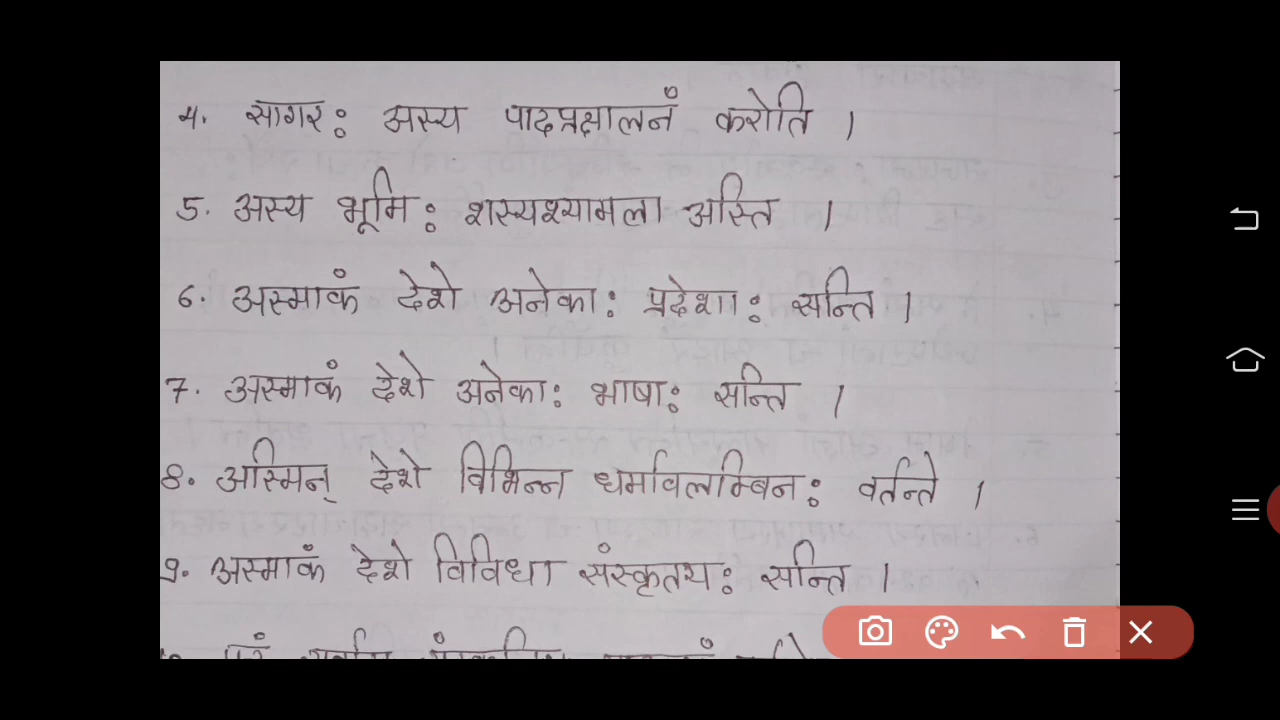 4. सागरः अस्य पादप्रक्षालनं करोति ।
5. अस्य भूमिः शस्यश्यामला अस्ति ।
6. अस्माकं देशे अनेकाः प्रदेशाः सन्ति ।
7. अस्माकं देशे अनेकाः भाषाः सन्ति ।
8. अस्मिन् देशे विभिन्न धर्मावलम्बिनः वर्तन्ते ।
9. अस्माकं देशे विविधा संस्कृतयः सन्ति ।